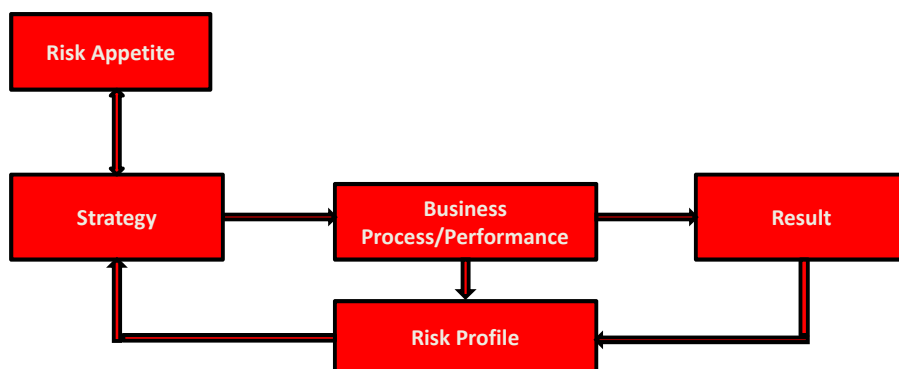 Risk Appetite
Strategy
Business
Process/Performance
Result
Risk Profile